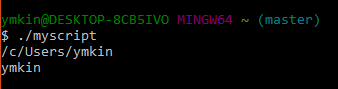 ymkin@DESKTOP-8CB5IVO MINGW64 ~ (master)
$ ./myscript
/c/Users/ymkin
ymkin